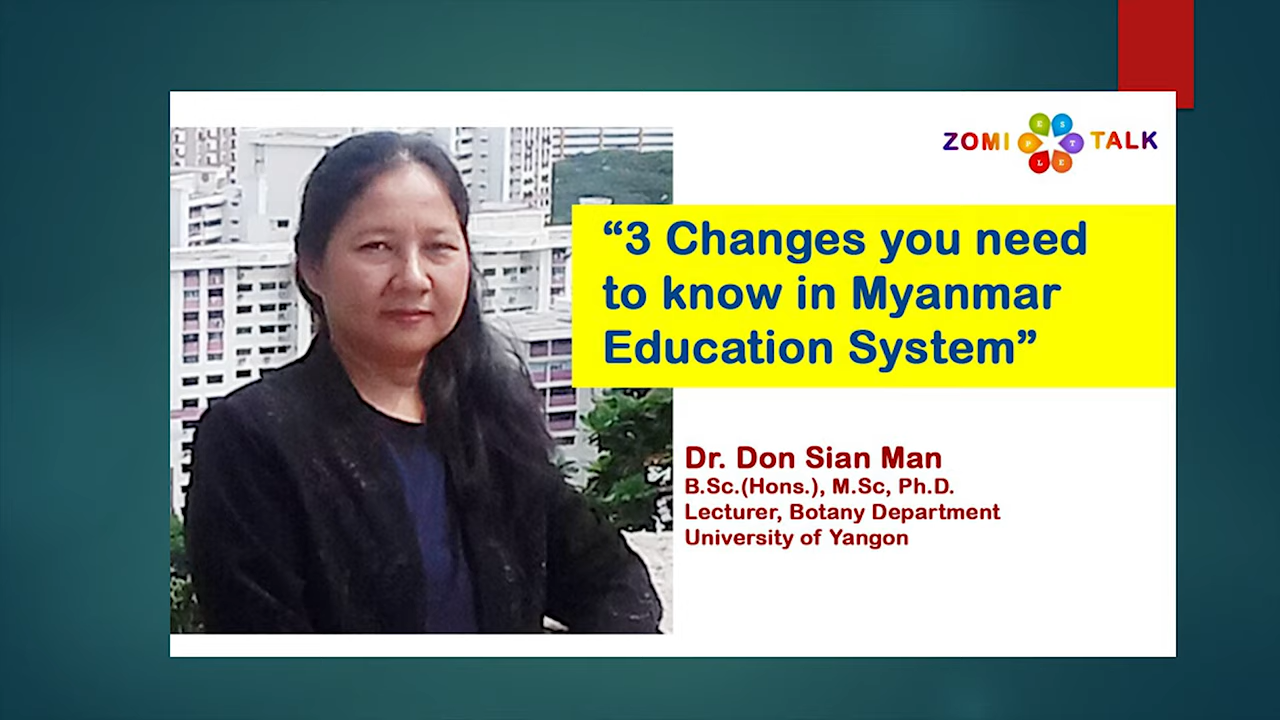 ZOMI PESTLE TALK
“3 Changes you need
to know in Myanmar
Education System”
Dr. Don Sian Man
B.Sc.(Hons.), M.Sc, Ph.D.
Lecturer, Botany Department
University of Yangon